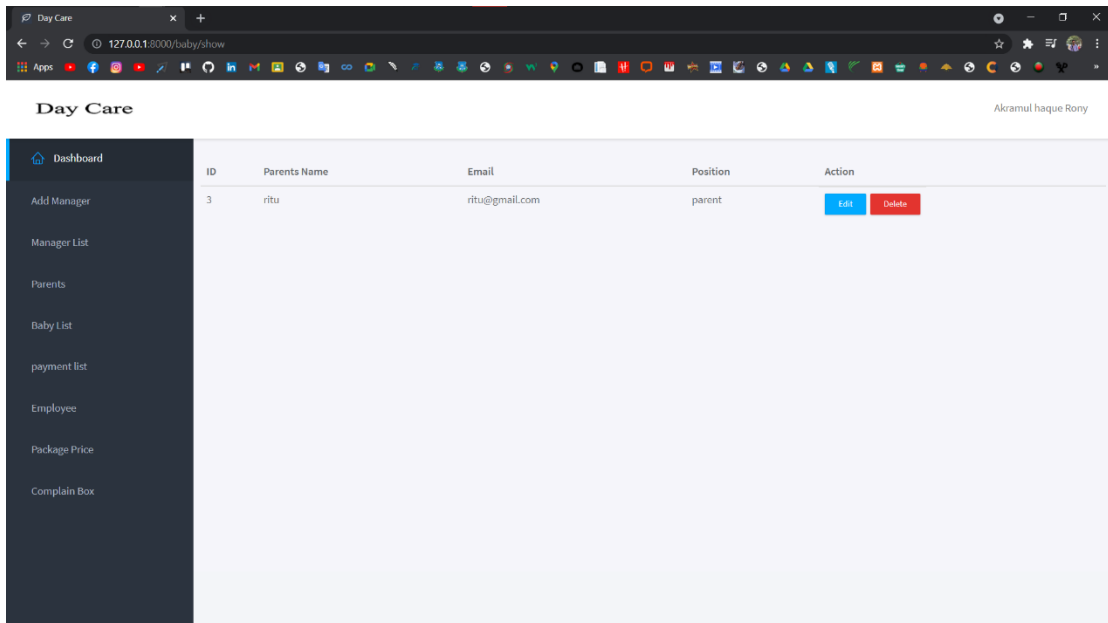 Day Care
127.0.0.1:8000/baby/show
Apps
Day Care
Akramul haque Rony
Dashboard
Add Manager
Manager List
Parents
Baby List
payment list
Employee
Package Price
Complain Box
ID Parents Name Email Position Action
3 ritu ritu@gmail.com parent Edit Delete